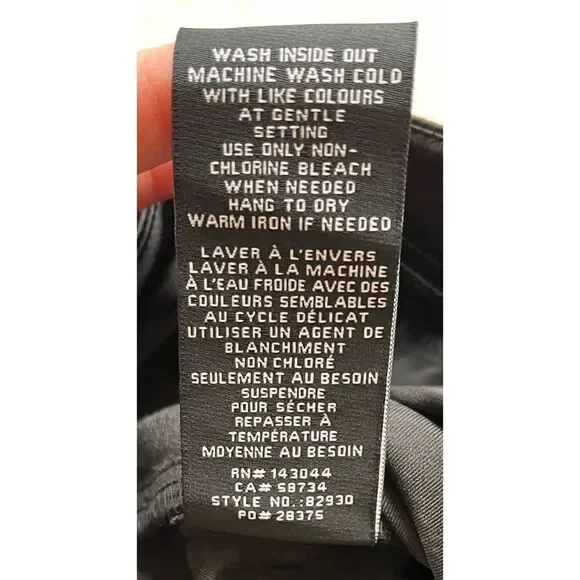 WASH INSIDE OUT
MACHINE WASH COLD
WITH LIKE COLOURS
AT GENTLE
SETTING
USE ONLY NON-
CHLORINE BLEACH
WHEN NEEDED
HANG TO DRY
WARM IRON IF NEEDED
LAVER À L'ENVERS
LAVER À LA MACHINE
À L'EAU FROIDE AVEC DES
COULEURS SEMBLABLES
AU CYCLE DÉLICAT
UTILISER UN AGENT DE
BLANCHIMENT
NON CHLORÉ
SEULEMENT AU BESOIN
SUSPENDRE
POUR SÉCHER
REPASSER À
TEMPÉRATURE
MOYENNE AU BESOIN
RN# 143044
CA# 58734
STYLE NO.:82930
PO# 28375